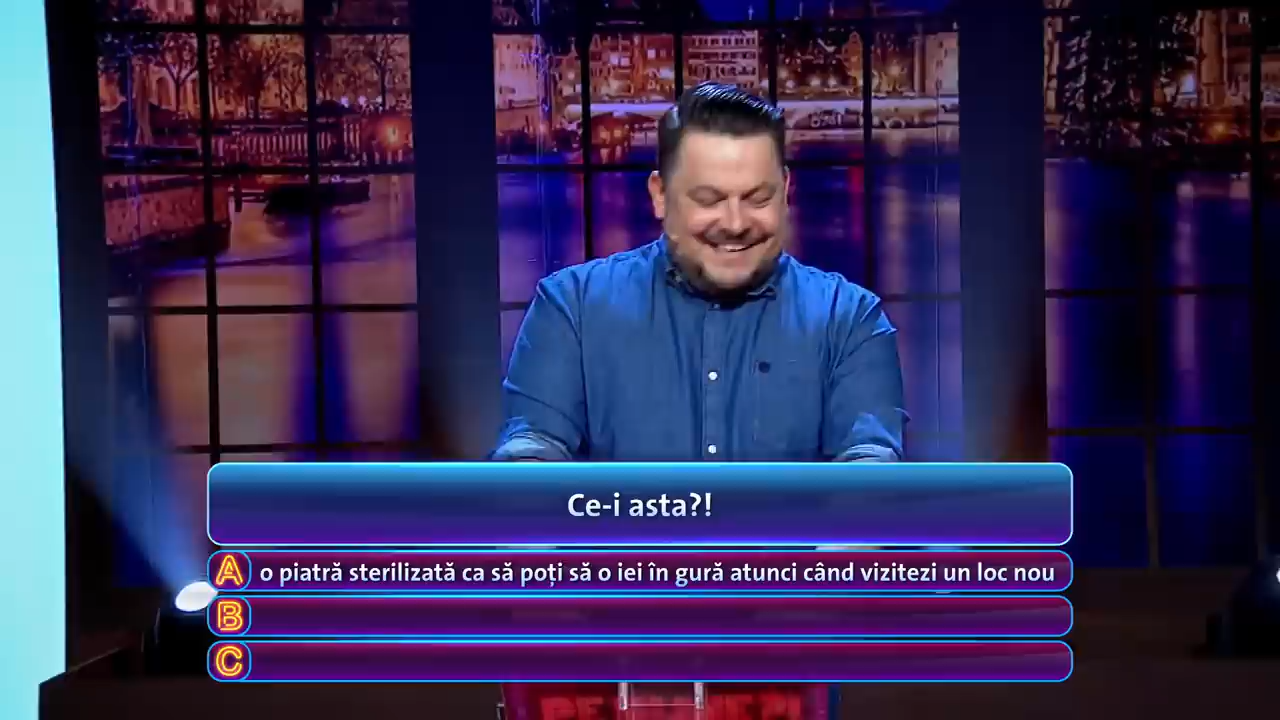 Ce-i asta?!
A o piatră sterilizată ca să poți să o iei în gură atunci când vizitezi un loc nou
B
C